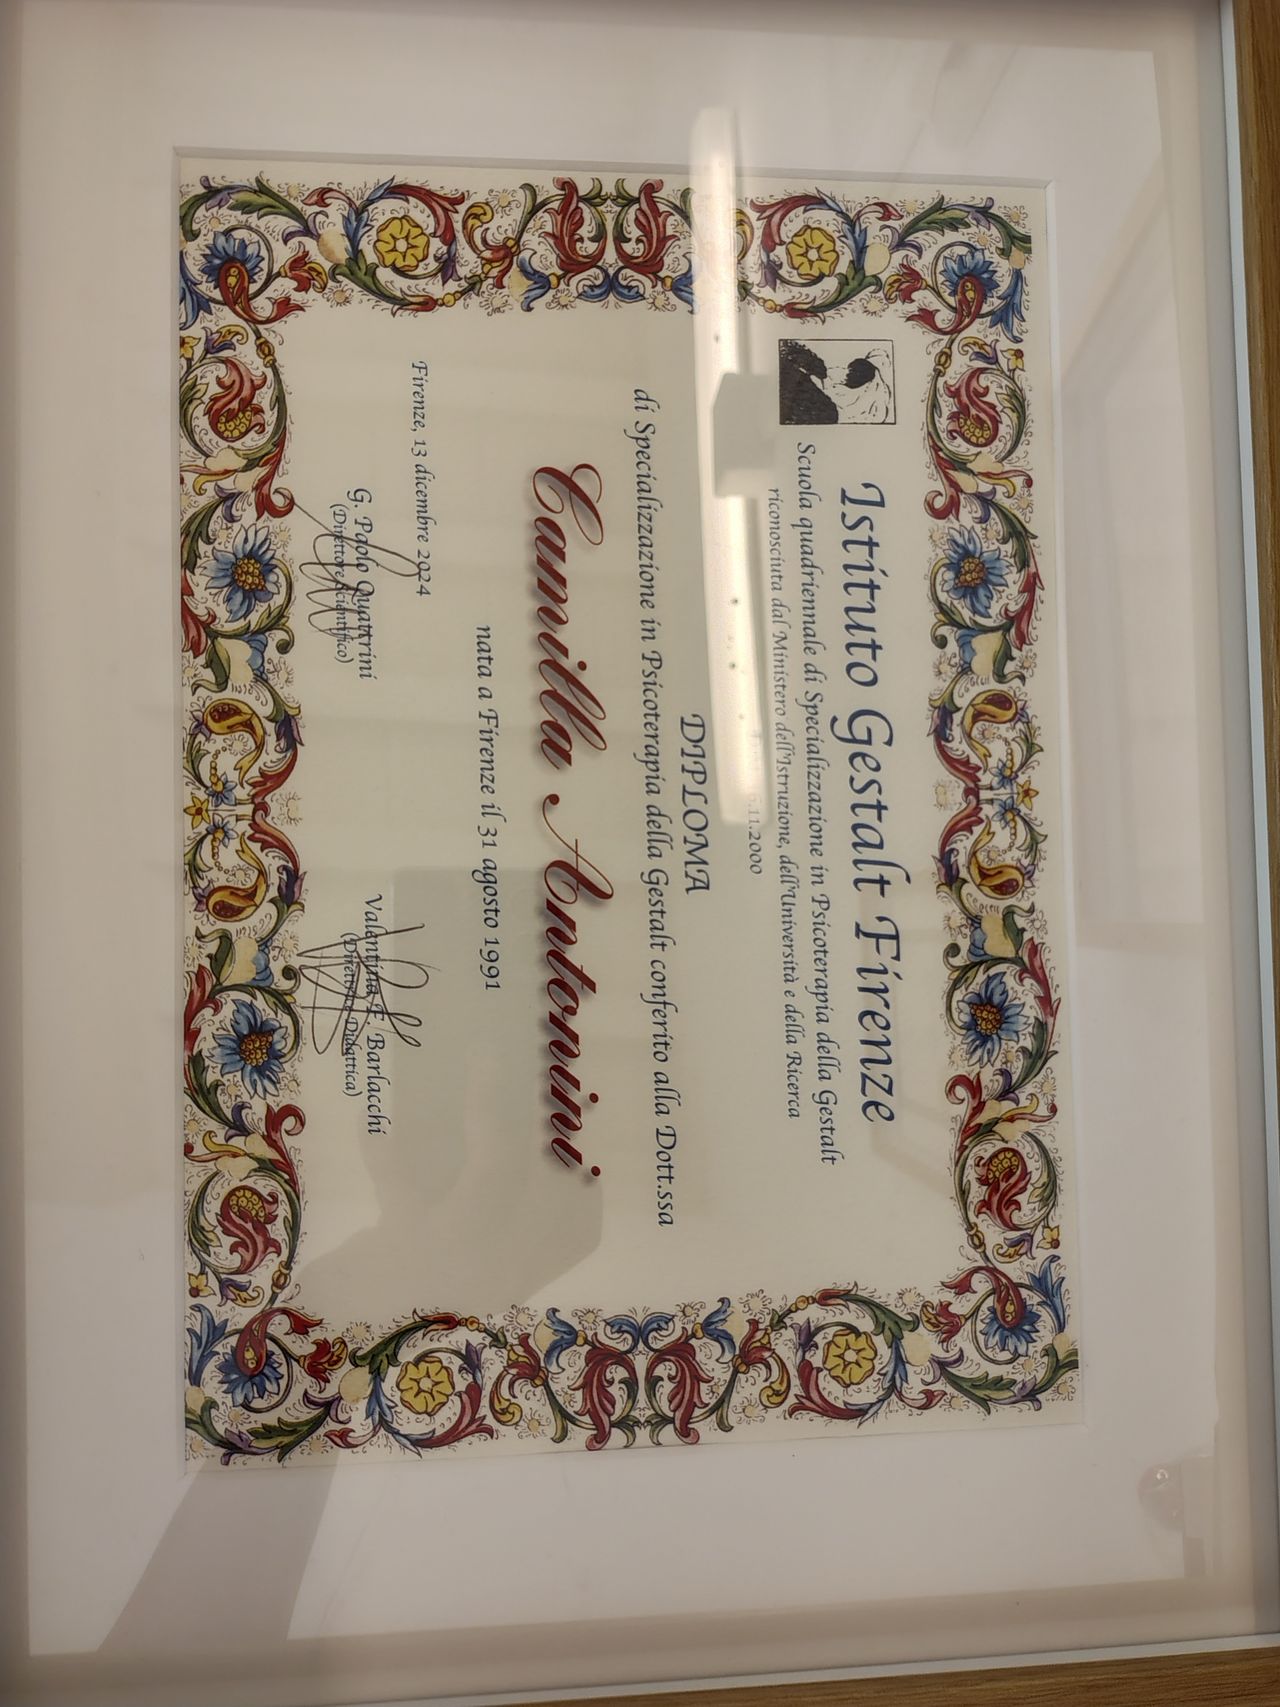 Istituto Gestalt Firenze
Scuola quadriennale di Specializzazione in Psicoterapia della Gestalt
riconosciuta dal Ministero dell'Istruzione, dell'Università e della Ricerca
.11.2000
DIPLOMA
di Specializzazione in Psicoterapia della Gestalt conferito alla Dott.ssa
Camilla Antonini
nata a Firenze il 31 agosto 1991
Firenze, 13 dicembre 2024
G. Paolo Quattrini
(Direttore Scientifico)
Valentina F. Barlacchi
(Direttrice Didattica)